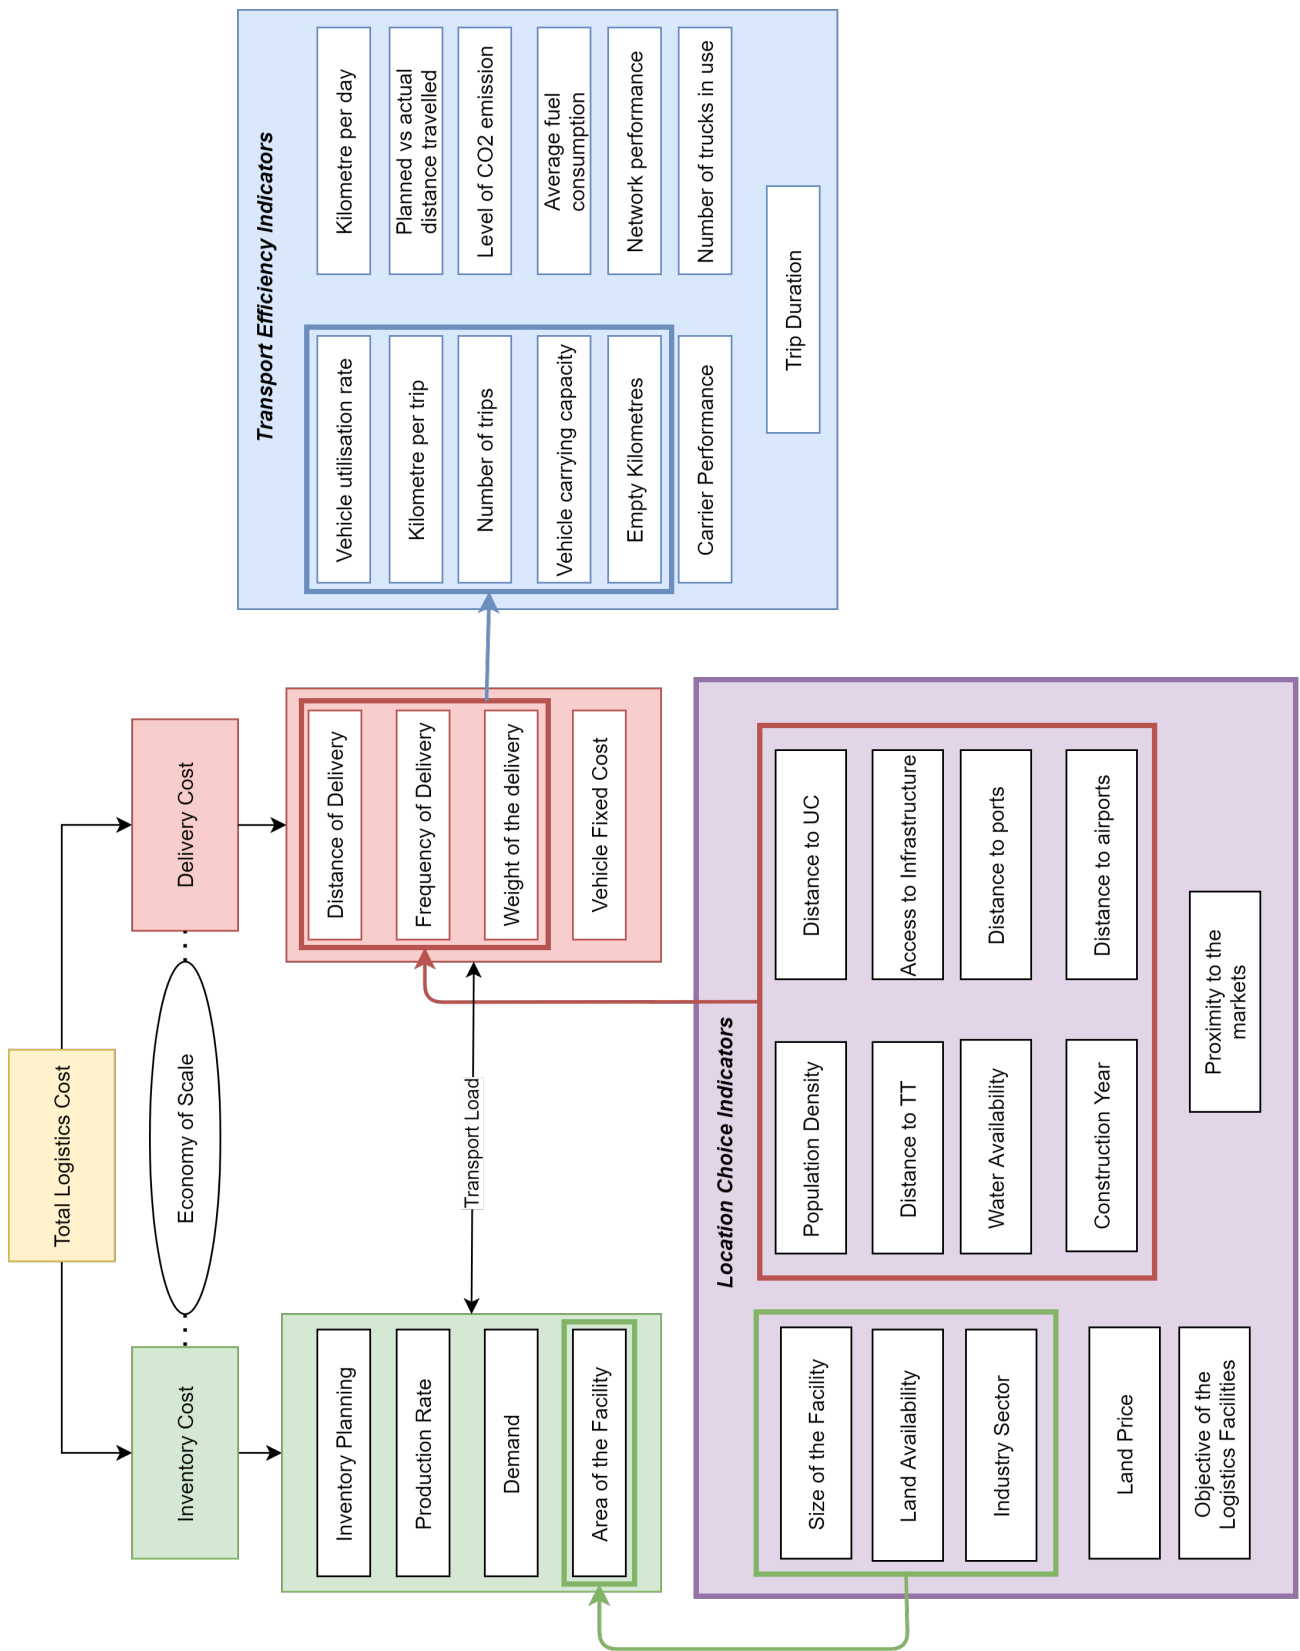 Total Logistics Cost
Inventory Cost
Economy of Scale
Delivery Cost
Inventory Planning
Production Rate
Demand
Area of the Facility
Transport Load
Distance of Delivery
Frequency of Delivery
Weight of the delivery
Vehicle Fixed Cost
Transport Efficiency Indicators
Vehicle utilisation rate
Kilometre per day
Kilometre per trip
Planned vs actual
distance travelled
Number of trips
Level of CO2 emission
Vehicle carrying capacity
Average fuel
consumption
Empty Kilometres
Network performance
Carrier Performance
Number of trucks in use
Trip Duration
Location Choice Indicators
Size of the Facility
Land Availability
Industry Sector
Land Price
Objective of the
Logistics Facilities
Population Density
Distance to UC
Distance to TT
Access to Infrastructure
Water Availability
Distance to ports
Construction Year
Distance to airports
Proximity to the
markets